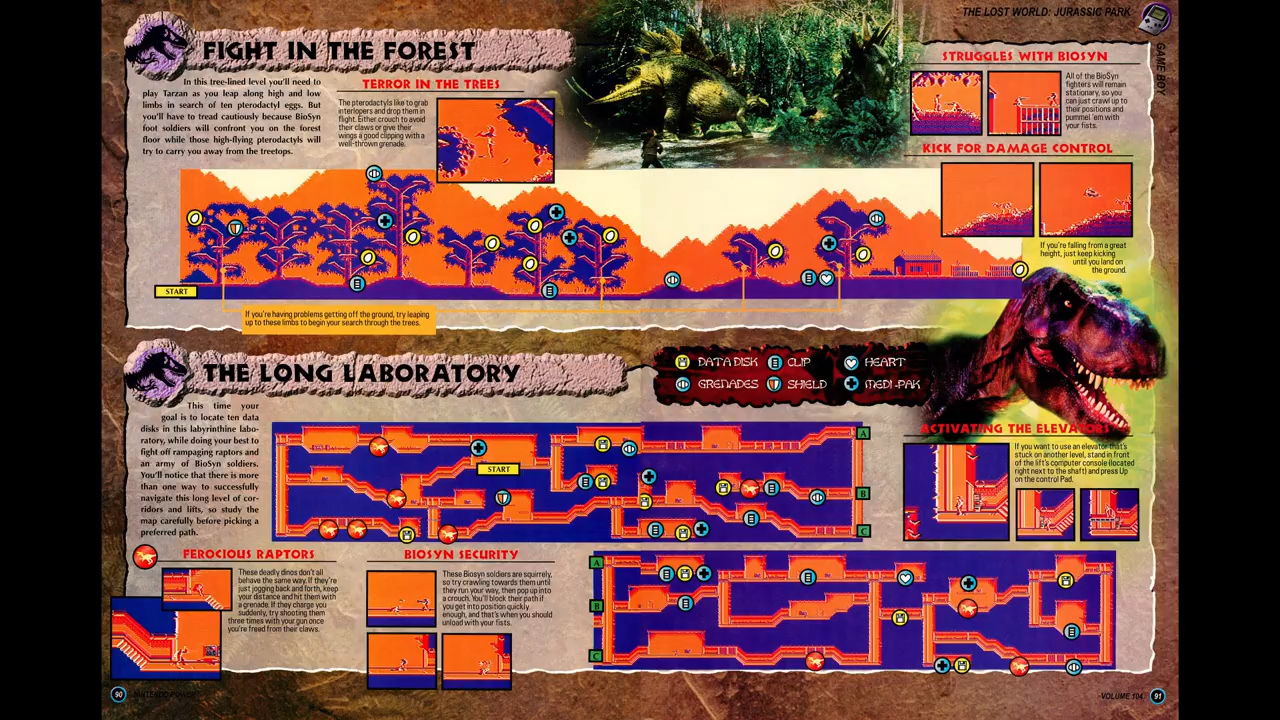 THE LOST WORLD: JURASSIC PARK
GAME BOY
FIGHT IN THE FOREST
In this tree-lined level you'll need to
play Tarzan as you leap along high and low
limbs in search of ten pterodactyl eggs. But
you'll have to tread cautiously because BioSyn
foot soldiers will confront you on the forest
floor while those high-flying pterodactyls will
try to carry you away from the treetops.
TERROR IN THE TREES
The pterodactyls like to grab
interlopers and drop them in
flight. Either crouch to avoid
their claws or give their
wings a good clipping with a
well-thrown grenade.
STRUGGLES WITH BIOSYN
All of the BioSyn
fighters will remain
stationary, so you
can just crawl up to
their positions and
pummel 'em with
your fists.
KICK FOR DAMAGE CONTROL
If you're falling from a great
height, just keep kicking
until you land on
the ground.
START
If you're having problems getting off the ground, try leaping
up to these limbs to begin your search through the trees.
THE LONG LABORATORY
DATA DISK
CLIP
HEART
GRENADES
SHIELD
MEDI-PAK
This time your
goal is to locate ten data
disks in this labyrinthine labo-
ratory, while doing your best to
fight off rampaging raptors and
an army of BioSyn soldiers.
You'll notice that there is more
than one way to successfully
navigate this long level of cor-
ridors and lifts, so study the
map carefully before picking a
preferred path.
START
A
B
C
ACTIVATING THE ELEVATORS
If you want to use an elevator that's
stuck on another level, stand in front
of the lift's computer console (located
right next to the shaft) and press Up
on the control Pad.
FEROCIOUS RAPTORS
These deadly dinos don't all
behave the same way. If they're
just jogging back and forth, keep
your distance and hit them with
a grenade. If they charge you
suddenly, try shooting them
three times with your gun once
you're freed from their claws.
BIOSYN SECURITY
These Biosyn soldiers are squirrely,
so try crawling towards them until
they run your way, then pop up into
a crouch. You'll block their path if
you get into position quickly
enough, and that's when you should
unload with your fists.
A
B
C
90
NINTENDO POWER
VOLUME 104
91